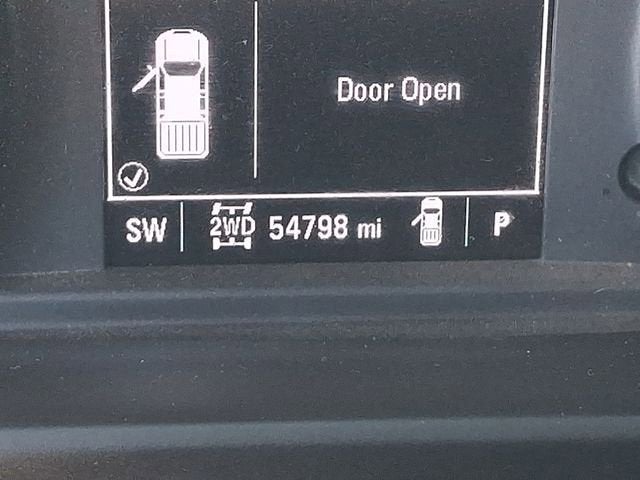 Door Open
SW 2WD 54798 mi P